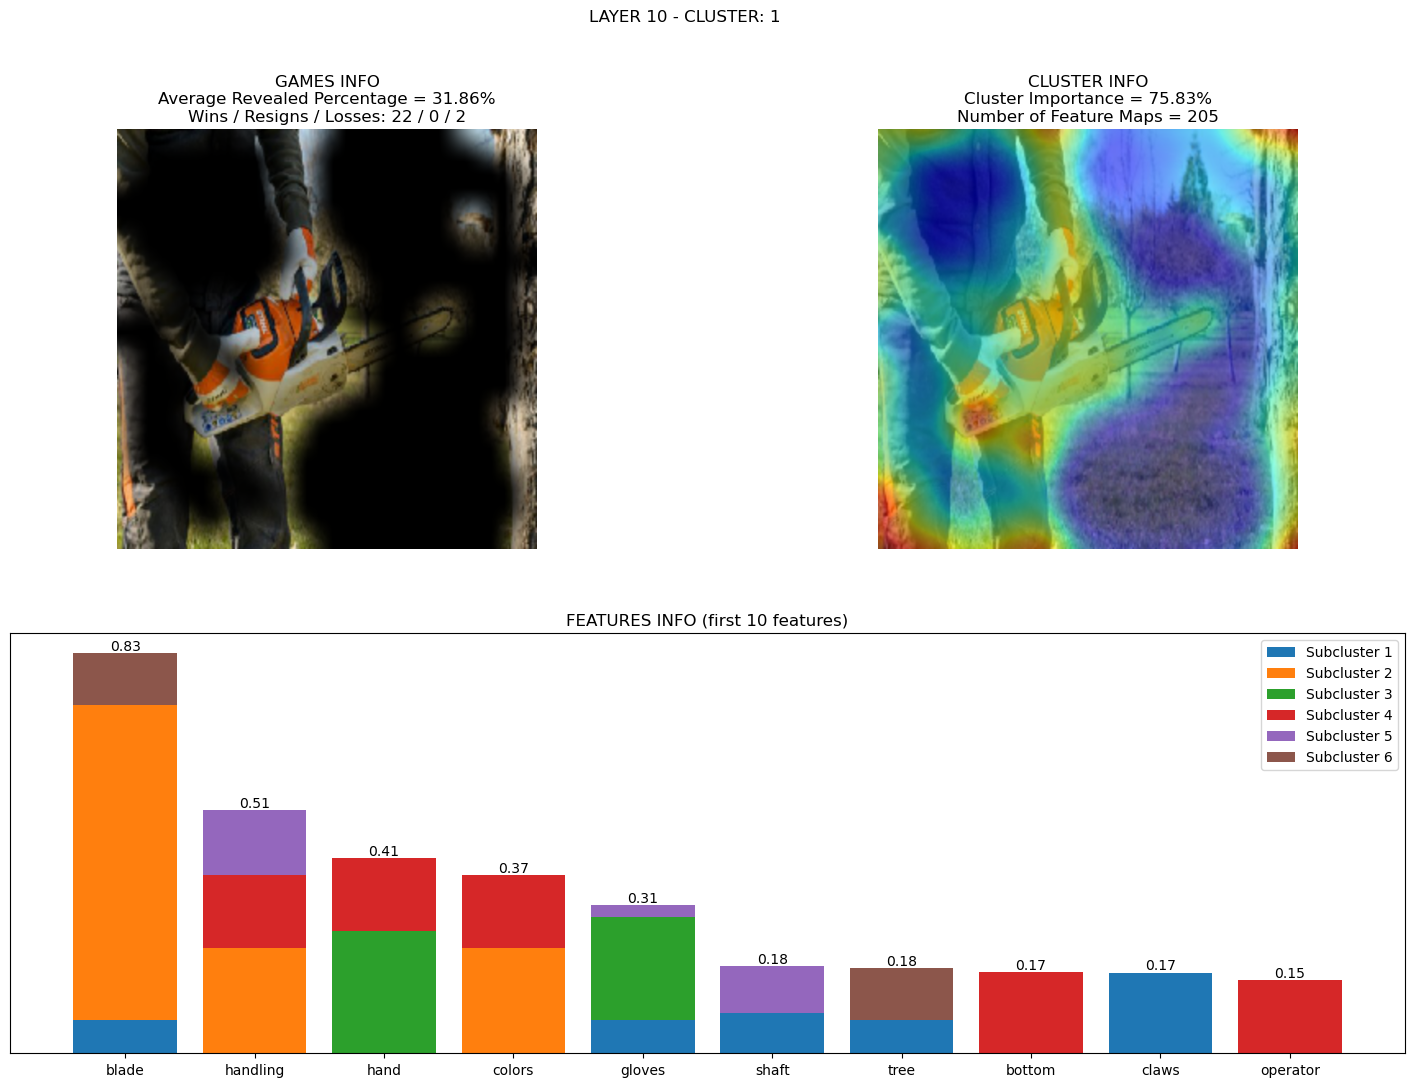 LAYER 10 - CLUSTER: 1
GAMES INFO
Average Revealed Percentage = 31.86%
Wins / Resigns / Losses: 22 / 0 / 2
CLUSTER INFO
Cluster Importance = 75.83%
Number of Feature Maps = 205
FEATURES INFO (first 10 features)
0.83
0.51
0.41
0.37
0.31
0.18
0.18
0.17
0.17
0.15
Subcluster 1
Subcluster 2
Subcluster 3
Subcluster 4
Subcluster 5
Subcluster 6
blade
handling
hand
colors
gloves
shaft
tree
bottom
claws
operator